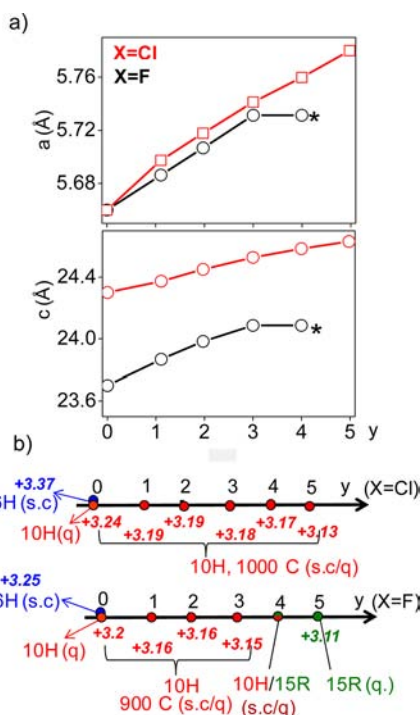 a)
X=Cl
X=F
a (Å)
5.76
5.72
5.68
*
c (Å)
24.4
24.0
23.6
*
0 1 2 3 4 5
y
b)
+3.37
6H (s.c)
0 1 2 3 4 5 y (X=Cl)
10H(q)
+3.24 +3.19 +3.17
+3.19 +3.18 +3.13
10H, 1000 C (s.c/q)
+3.25
6H (s.c)
0 1 2 3 4 5 y (X=F)
10H (q)
+3.2 +3.16 +3.11
+3.16 +3.15
10H
900 C (s.c/q)
10H/15R
(s.c/q)
15R (q.)